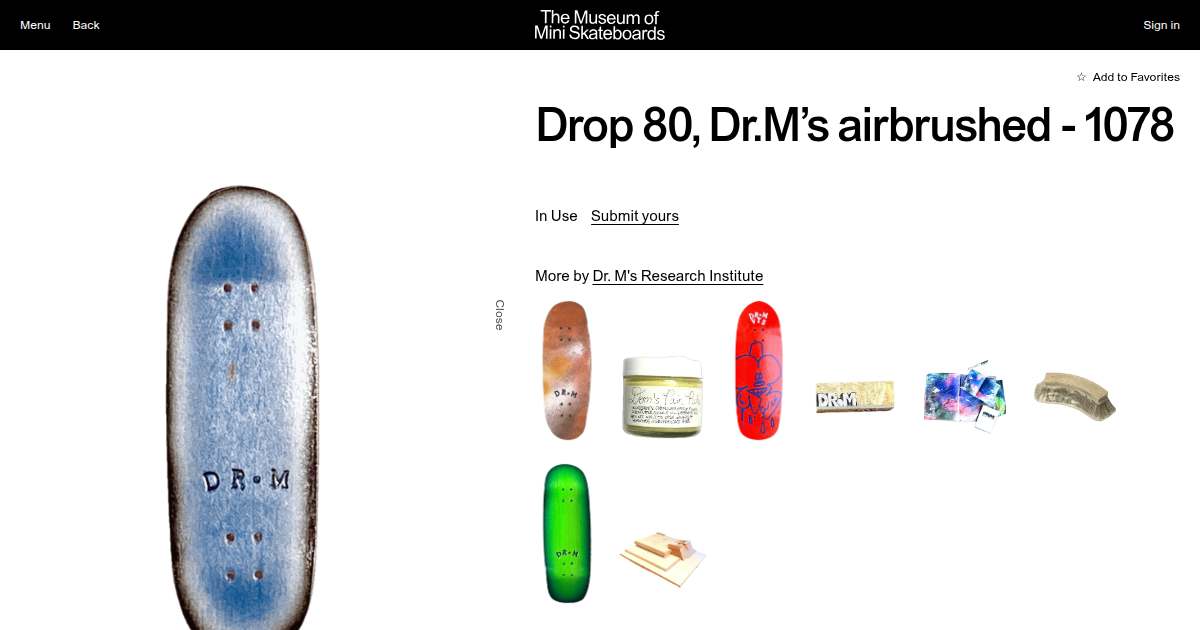 Menu
Back
The Museum of
Mini Skateboards
Sign in
☆ Add to Favorites
Drop 80, Dr.M’s airbrushed - 1078
In Use
Submit yours
More by Dr. M's Research Institute
Close
DR•M
DR•M
DR•M
DR•M
DR•M